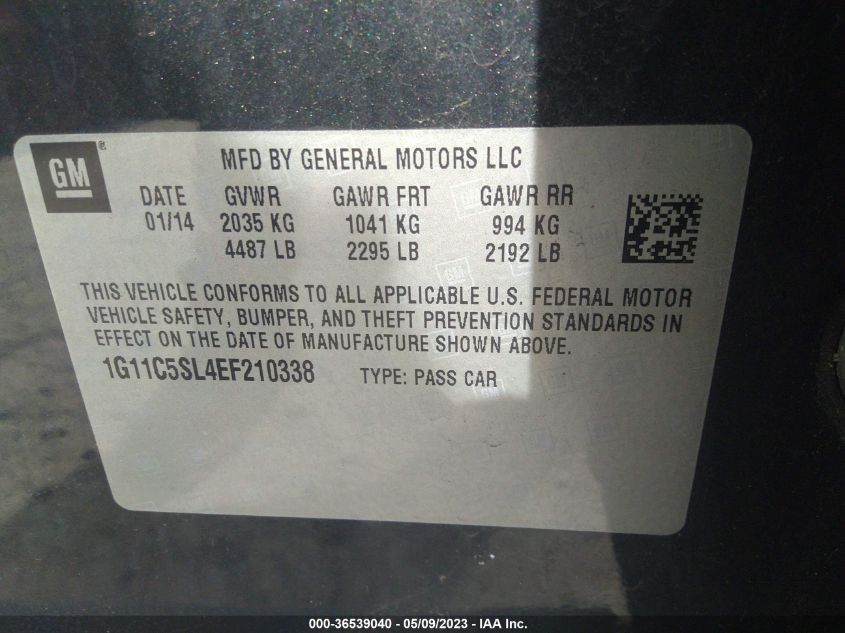 GM
MFD BY GENERAL MOTORS LLC
DATE GVWR GAWR FRT GAWR RR
01/14 2035 KG 1041 KG 994 KG
4487 LB 2295 LB 2192 LB
THIS VEHICLE CONFORMS TO ALL APPLICABLE U.S. FEDERAL MOTOR
VEHICLE SAFETY, BUMPER, AND THEFT PREVENTION STANDARDS IN
EFFECT ON THE DATE OF MANUFACTURE SHOWN ABOVE.
1G11C5SL4EF210338 TYPE: PASS CAR
000-36539040 - 05/09/2023 - IAA Inc.